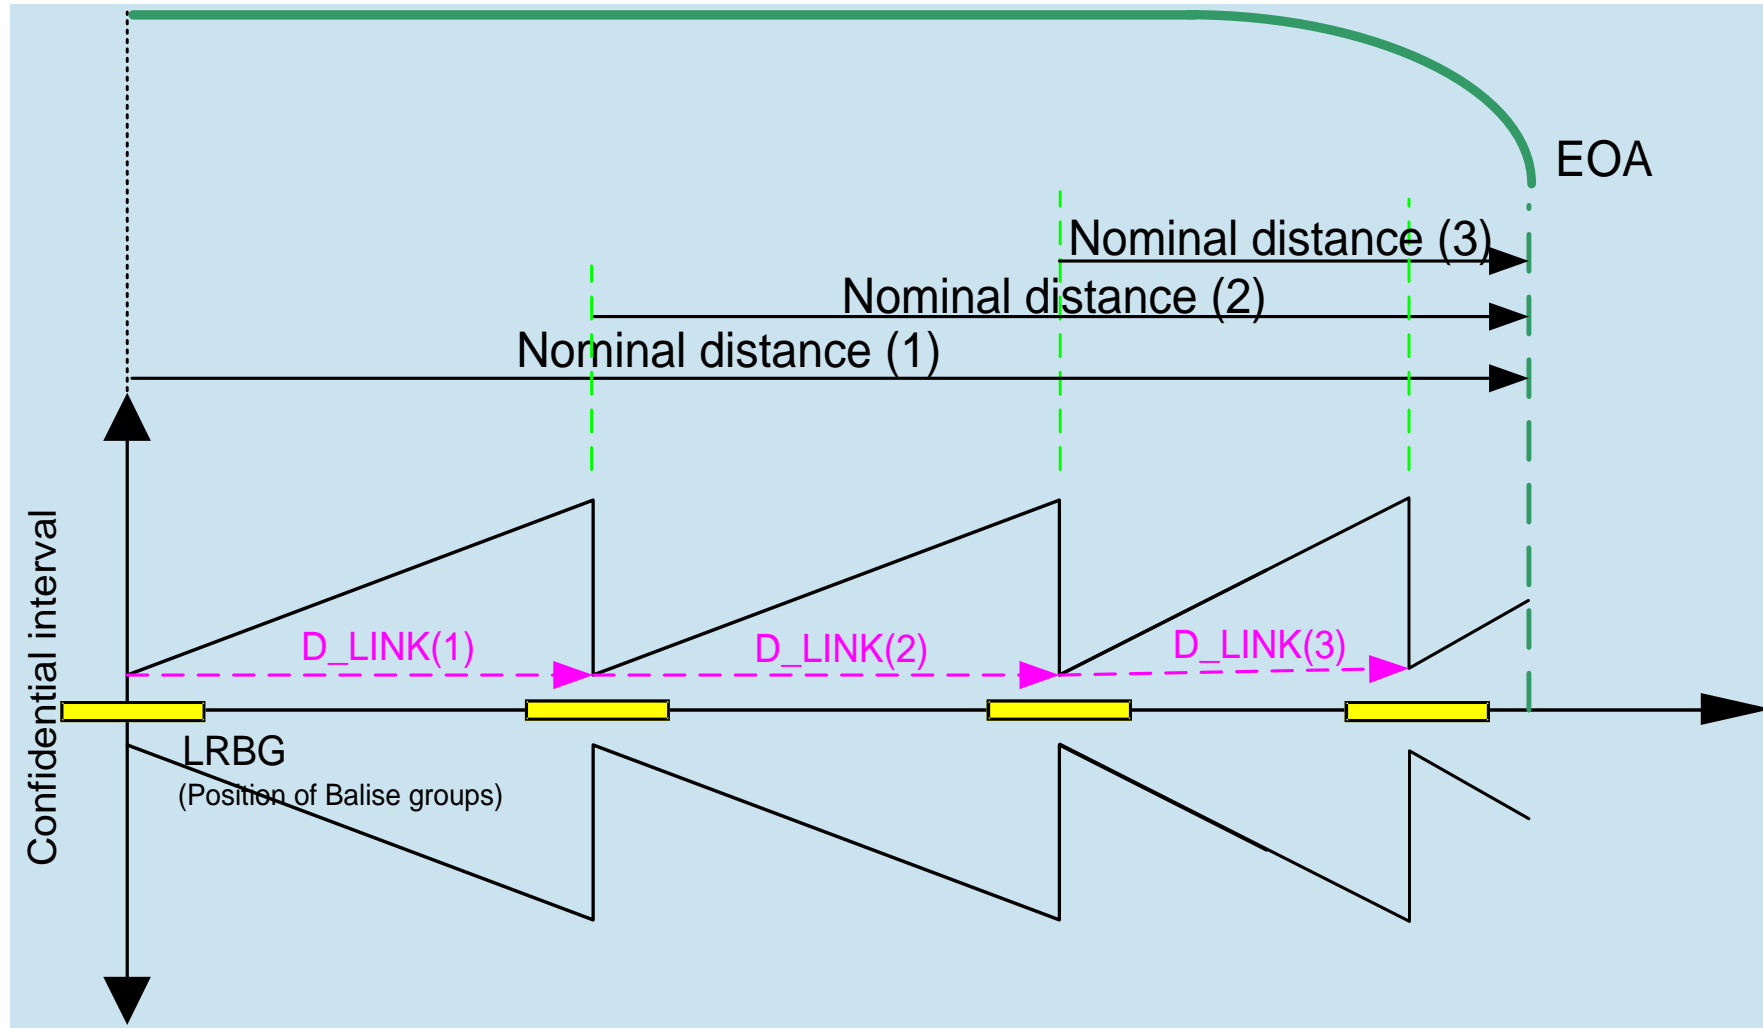 EOA
Nominal distance (3)
Nominal distance (2)
Nominal distance (1)
Confidential interval
D_LINK(1)
D_LINK(2)
D_LINK(3)
LRBG
(Position of Balise groups)